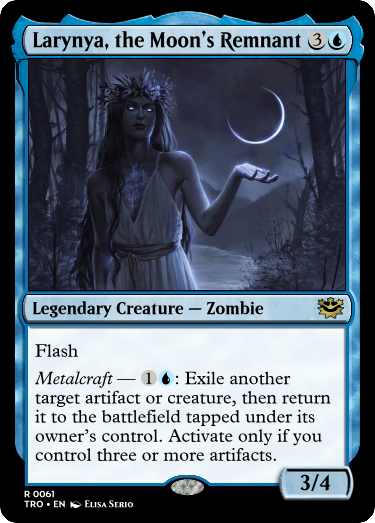 Larynya, the Moon's Remnant 3
Legendary Creature — Zombie
Flash
Metalcraft — 1: Exile another
target artifact or creature, then return
it to the battlefield tapped under its
owner's control. Activate only if you
control three or more artifacts.
3/4
R 0061
TRO • EN Elisa Serio